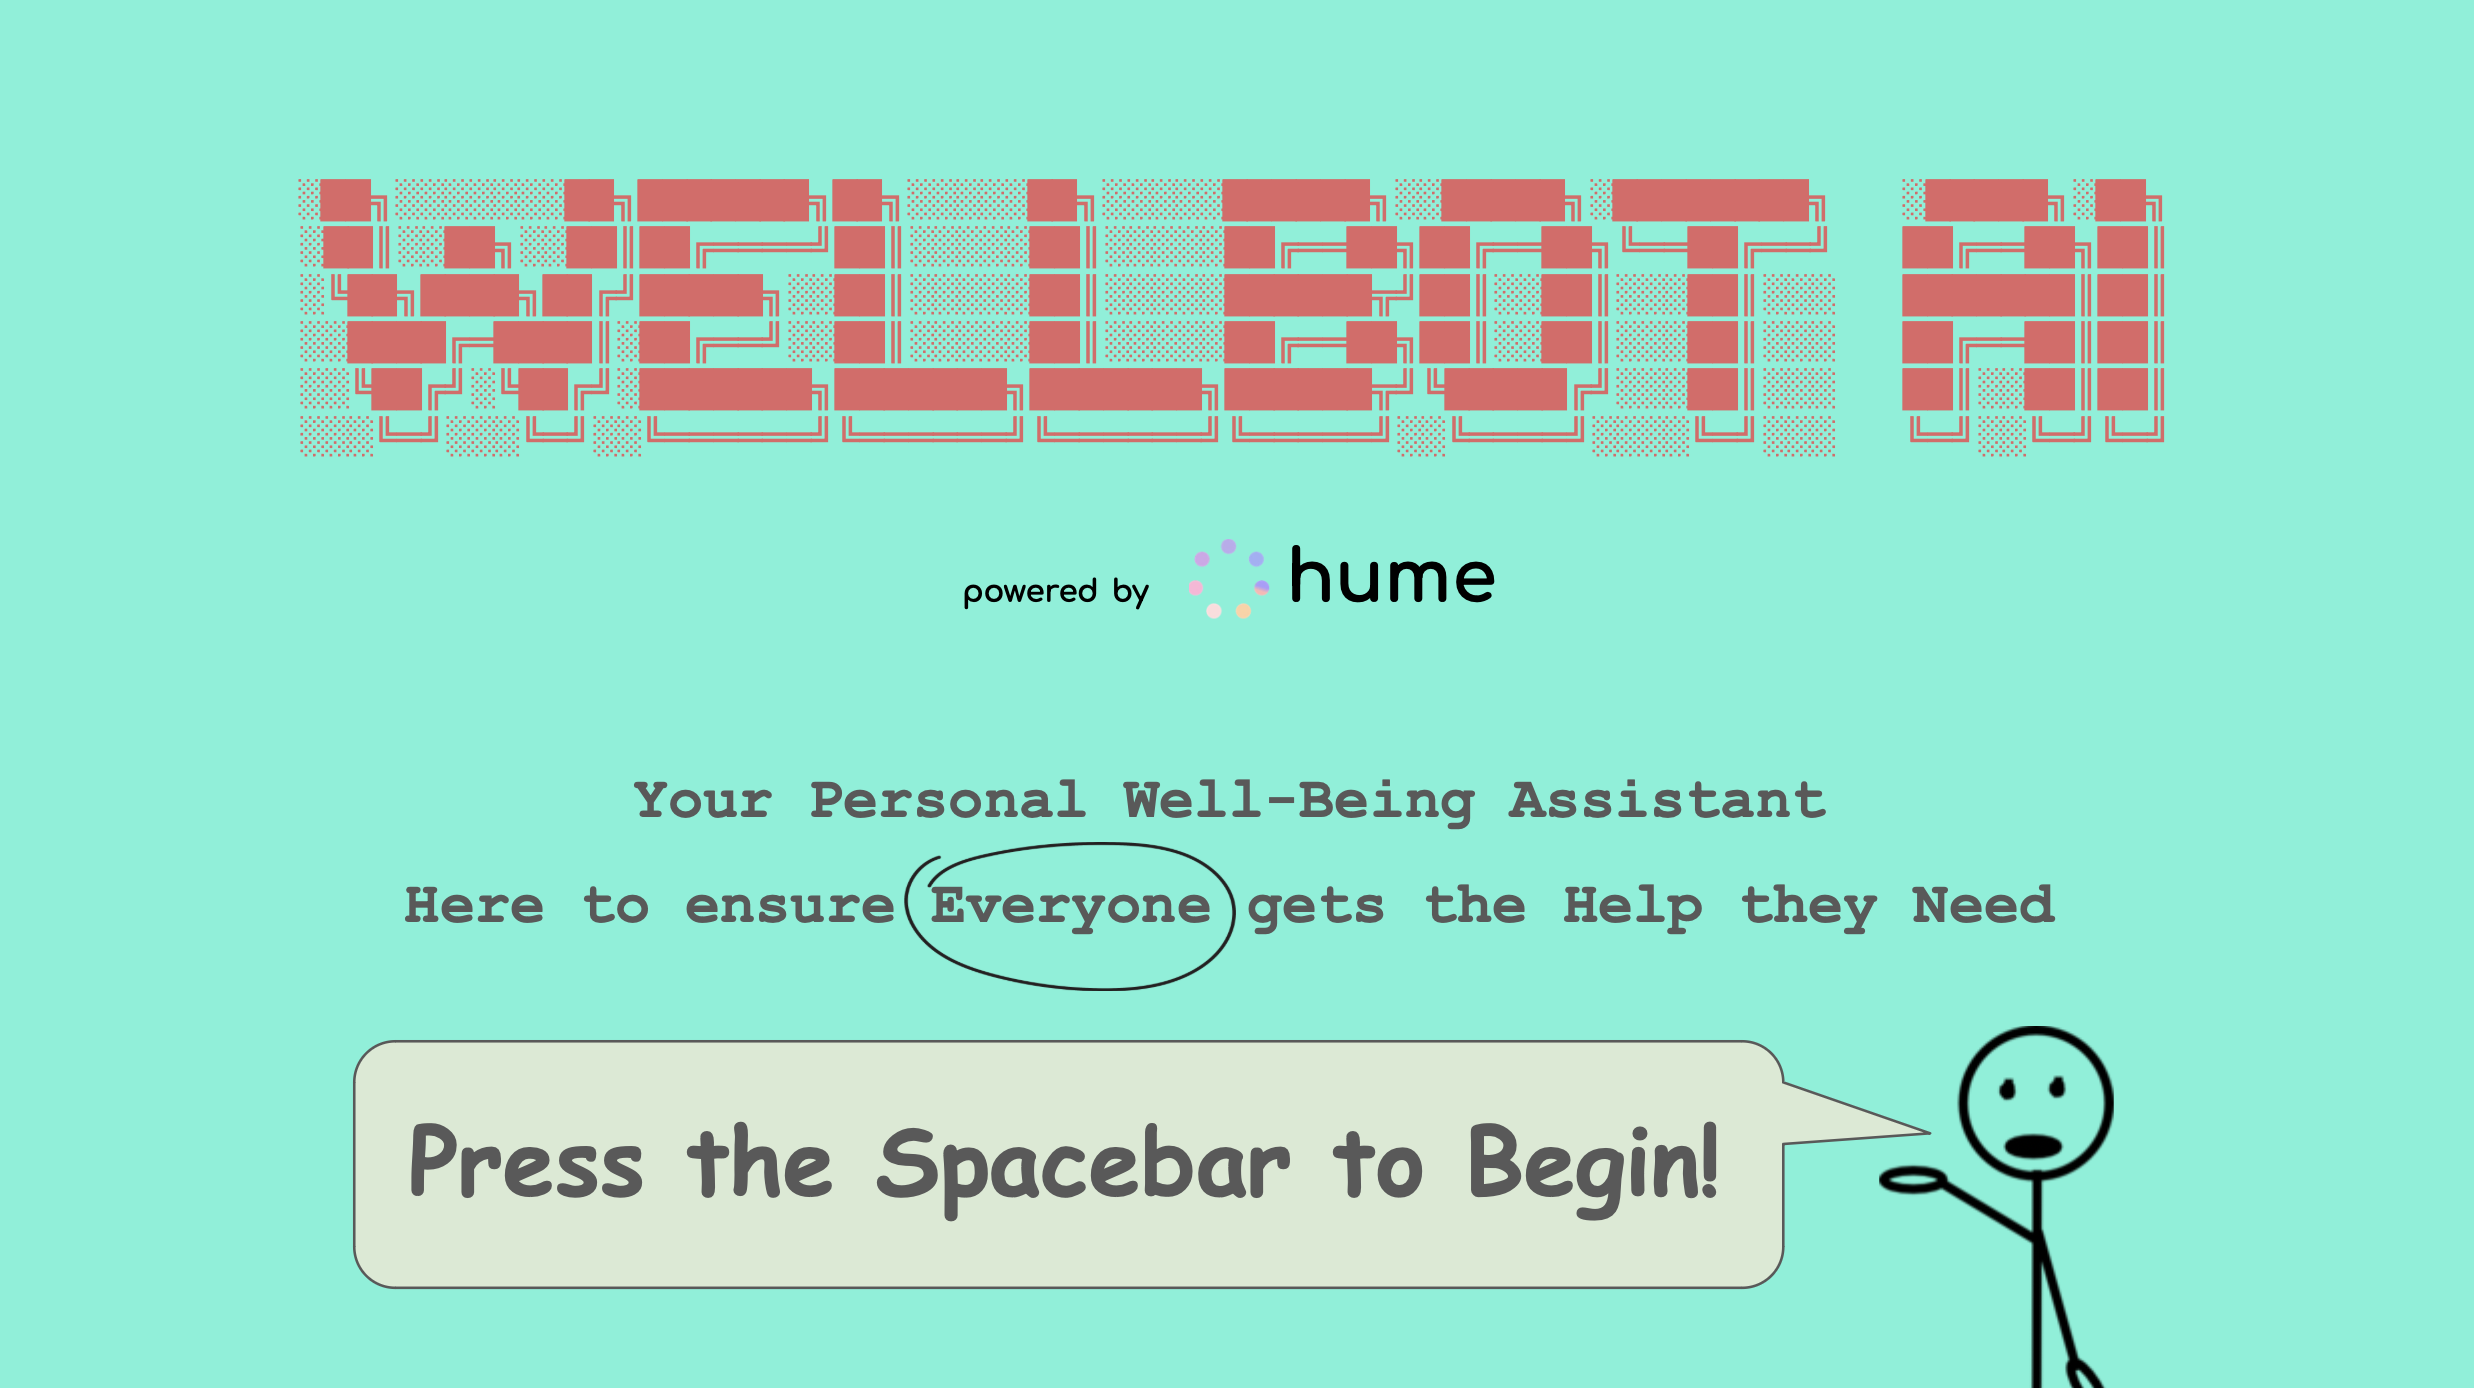 WELLBOT AI
powered by hume
Your Personal Well-Being Assistant
Here to ensure Everyone gets the Help they Need
Press the Spacebar to Begin!